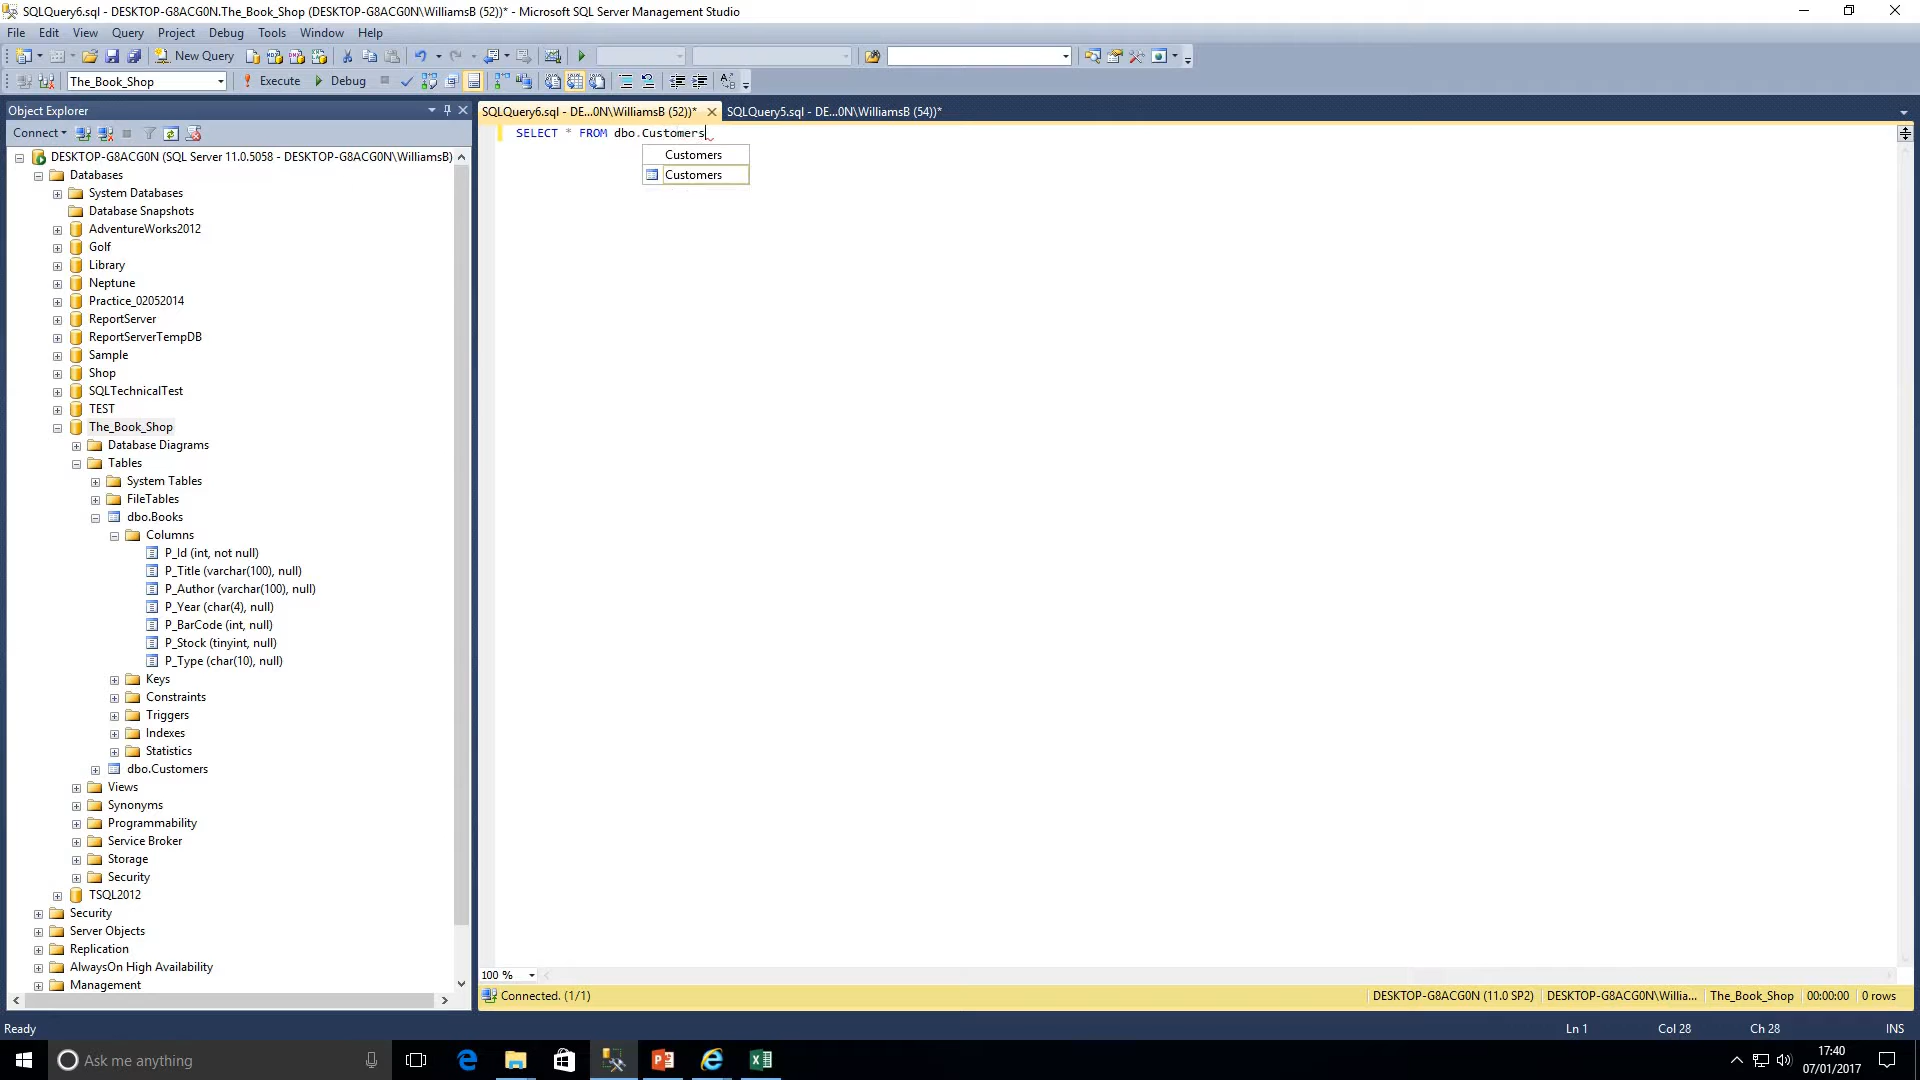 SQLQuery6.sql - DESKTOP-G8ACG0N.The_Book_Shop (DESKTOP-G8ACG0N\WilliamsB (52))* - Microsoft SQL Server Management Studio
File Edit View Query Project Debug Tools Window Help
New Query
The_Book_Shop Execute Debug
Object Explorer
SQLQuery6.sql - DE...0N\WilliamsB (52))* SQLQuery5.sql - DE...0N\WilliamsB (54))*
Connect
SELECT * FROM dbo.Customers
Customers
Customers
DESKTOP-G8ACG0N (SQL Server 11.0.5058 - DESKTOP-G8ACG0N\WilliamsB)
Databases
System Databases
Database Snapshots
AdventureWorks2012
Golf
Library
Neptune
Practice_02052014
ReportServer
ReportServerTempDB
Sample
Shop
SQLTechnicalTest
TEST
The_Book_Shop
Database Diagrams
Tables
System Tables
FileTables
dbo.Books
Columns
P_Id (int, not null)
P_Title (varchar(100), null)
P_Author (varchar(100), null)
P_Year (char(4), null)
P_BarCode (int, null)
P_Stock (tinyint, null)
P_Type (char(10), null)
Keys
Constraints
Triggers
Indexes
Statistics
dbo.Customers
Views
Synonyms
Programmability
Service Broker
Storage
Security
TSQL2012
Security
Server Objects
Replication
AlwaysOn High Availability
Management
100 %
Connected. (1/1) DESKTOP-G8ACG0N (11.0 SP2) DESKTOP-G8ACG0N\Willia... The_Book_Shop 00:00:00 0 rows
Ready Ln 1 Col 28 Ch 28 INS
Ask me anything
17:40
07/01/2017